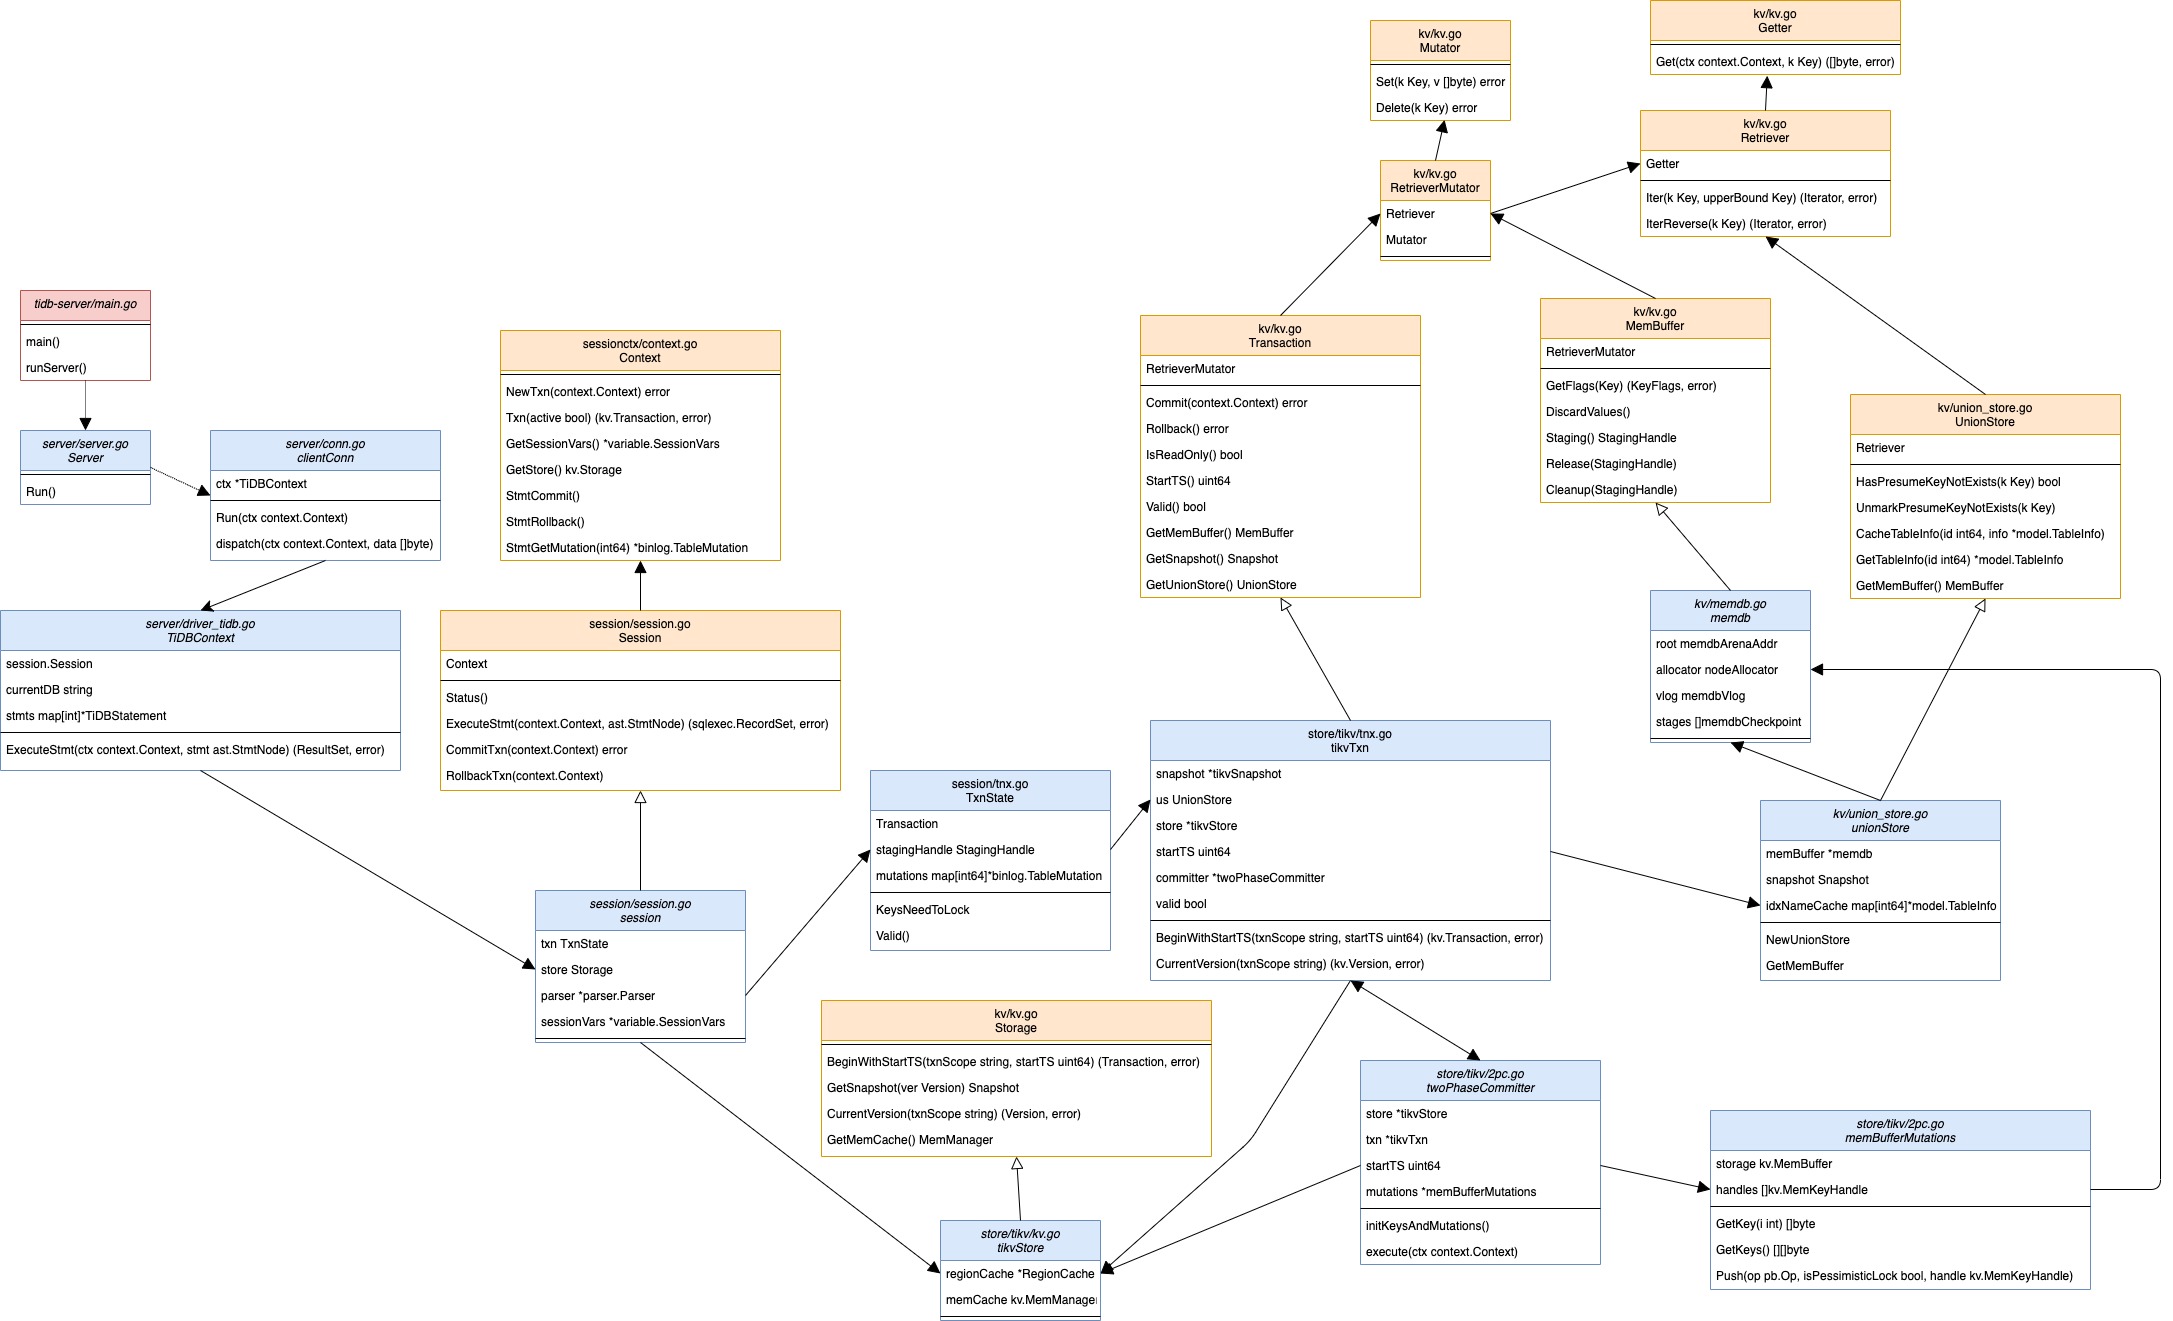 kv/kv.go
Getter
Get(ctx context.Context, k Key) ([]byte, error)
kv/kv.go
Mutator
Set(k Key, v []byte) error
Delete(k Key) error
kv/kv.go
Retriever
Getter
Iter(k Key, upperBound Key) (Iterator, error)
IterReverse(k Key) (Iterator, error)
kv/kv.go
RetrieverMutator
Retriever
Mutator
tidb-server/main.go
main()
runServer()
server/server.go
Server
Run()
server/conn.go
clientConn
ctx *TiDBContext
Run(ctx context.Context)
dispatch(ctx context.Context, data []byte)
sessionctx/context.go
Context
NewTxn(context.Context) error
Txn(active bool) (kv.Transaction, error)
GetSessionVars() *variable.SessionVars
GetStore() kv.Storage
StmtCommit()
StmtRollback()
StmtGetMutation(int64) *binlog.TableMutation
kv/kv.go
Transaction
RetrieverMutator
Commit(context.Context) error
Rollback() error
IsReadOnly() bool
StartTS() uint64
Valid() bool
GetMemBuffer() MemBuffer
GetSnapshot() Snapshot
GetUnionStore() UnionStore
kv/kv.go
MemBuffer
RetrieverMutator
GetFlags(Key) (KeyFlags, error)
DiscardValues()
Staging() StagingHandle
Release(StagingHandle)
Cleanup(StagingHandle)
kv/union_store.go
UnionStore
Retriever
HasPresumeKeyNotExists(k Key) bool
UnmarkPresumeKeyNotExists(k Key)
CacheTableInfo(id int64, info *model.TableInfo)
GetTableInfo(id int64) *model.TableInfo
GetMemBuffer() MemBuffer
server/driver_tidb.go
TiDBContext
session.Session
currentDB string
stmts map[int]*TiDBStatement
ExecuteStmt(ctx context.Context, stmt ast.StmtNode) (ResultSet, error)
session/session.go
Session
Context
Status()
ExecuteStmt(context.Context, ast.StmtNode) (sqlexec.RecordSet, error)
CommitTxn(context.Context) error
RollbackTxn(context.Context)
kv/memdb.go
memdb
root memdbArenaAddr
allocator nodeAllocator
vlog memdbVlog
stages []memdbCheckpoint
session/session.go
session
txn TxnState
store Storage
parser *parser.Parser
sessionVars *variable.SessionVars
session/tnx.go
TxnState
Transaction
stagingHandle StagingHandle
mutations map[int64]*binlog.TableMutation
KeysNeedToLock
Valid()
store/tikv/tnx.go
tikvTxn
snapshot *tikvSnapshot
us UnionStore
store *tikvStore
startTS uint64
committer *twoPhaseCommitter
valid bool
BeginWithStartTS(txnScope string, startTS uint64) (kv.Transaction, error)
CurrentVersion(txnScope string) (kv.Version, error)
kv/union_store.go
unionStore
memBuffer *memdb
snapshot Snapshot
idxNameCache map[int64]*model.TableInfo
NewUnionStore
GetMemBuffer
kv/kv.go
Storage
BeginWithStartTS(txnScope string, startTS uint64) (Transaction, error)
GetSnapshot(ver Version) Snapshot
CurrentVersion(txnScope string) (Version, error)
GetMemCache() MemManager
store/tikv/2pc.go
twoPhaseCommitter
store *tikvStore
txn *tikvTxn
startTS uint64
mutations *memBufferMutations
initKeysAndMutations()
execute(ctx context.Context)
store/tikv/2pc.go
memBufferMutations
storage kv.MemBuffer
handles []kv.MemKeyHandle
GetKey(i int) []byte
GetKeys() [][]byte
Push(op pb.Op, isPessimisticLock bool, handle kv.MemKeyHandle)
store/tikv/kv.go
tikvStore
regionCache *RegionCache
memCache kv.MemManager